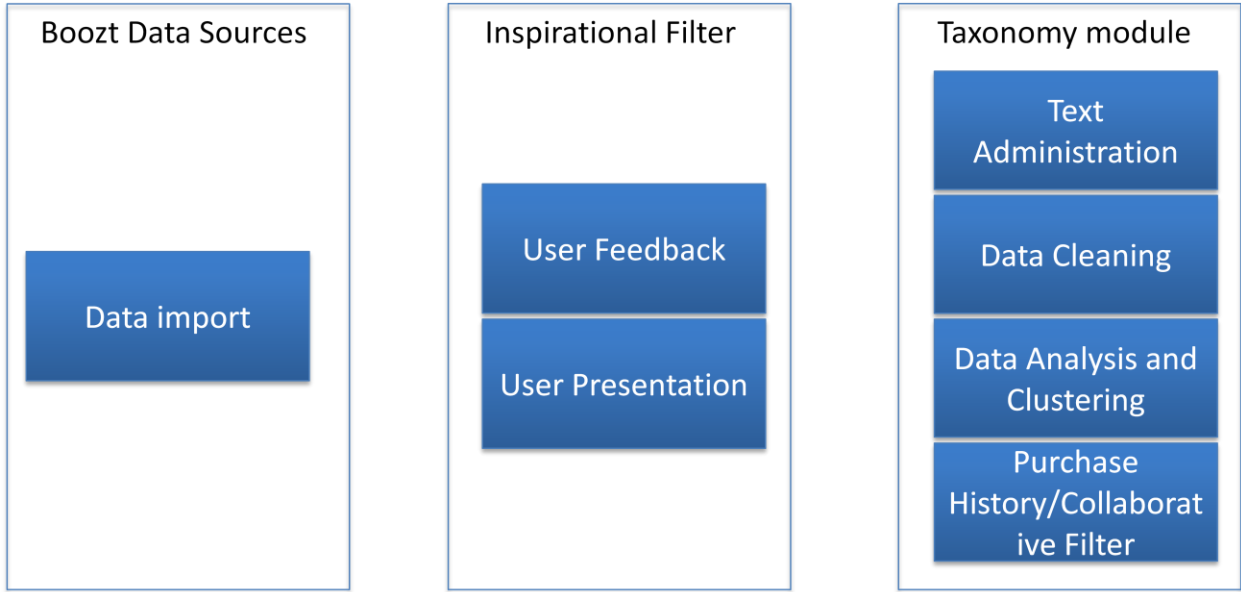 Boozt Data Sources
Data import
Inspirational Filter
User Feedback
User Presentation
Taxonomy module
Text
Administration
Data Cleaning
Data Analysis and
Clustering
Purchase
History/Collaborat
ive Filter